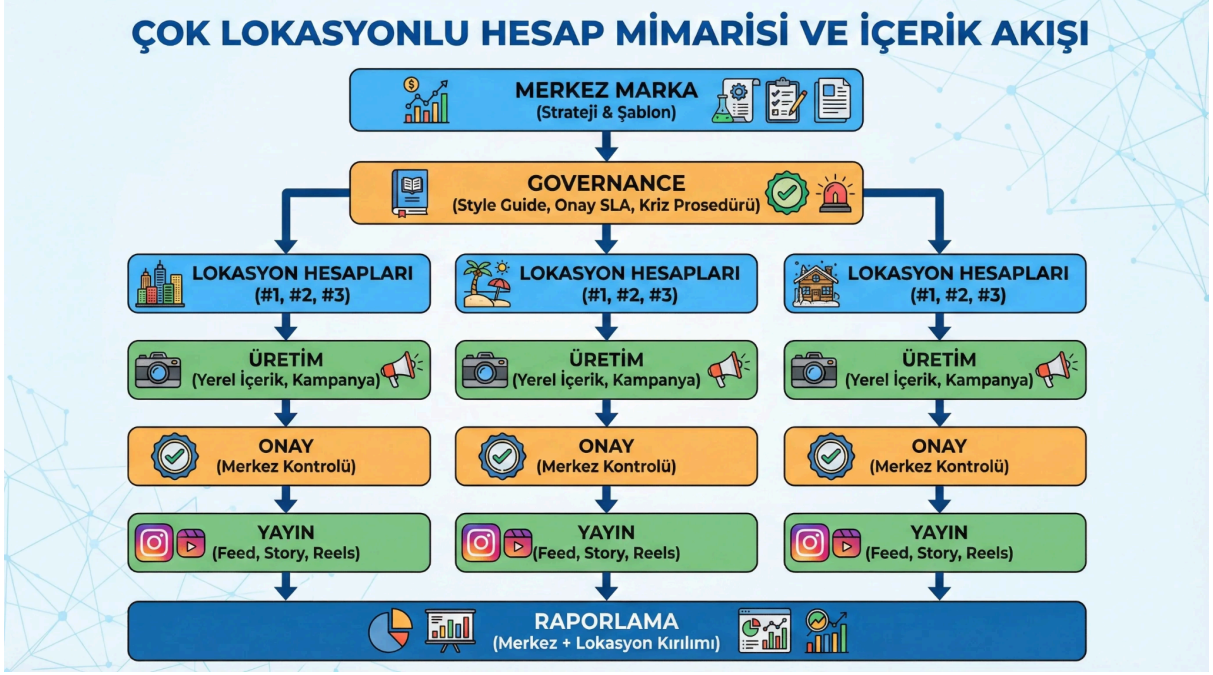 ÇOK LOKASYONLU HESAP MİMARİSİ VE İÇERİK AKIŞI
MERKEZ MARKA
(Strateji & Şablon)
GOVERNANCE
(Style Guide, Onay SLA, Kriz Prosedürü)
LOKASYON HESAPLARI
(#1, #2, #3)
LOKASYON HESAPLARI
(#1, #2, #3)
LOKASYON HESAPLARI
(#1, #2, #3)
ÜRETİM
(Yerel İçerik, Kampanya)
ÜRETİM
(Yerel İçerik, Kampanya)
ÜRETİM
(Yerel İçerik, Kampanya)
ONAY
(Merkez Kontrolü)
ONAY
(Merkez Kontrolü)
ONAY
(Merkez Kontrolü)
YAYIN
(Feed, Story, Reels)
YAYIN
(Feed, Story, Reels)
YAYIN
(Feed, Story, Reels)
RAPORLAMA
(Merkez + Lokasyon Kırılımı)